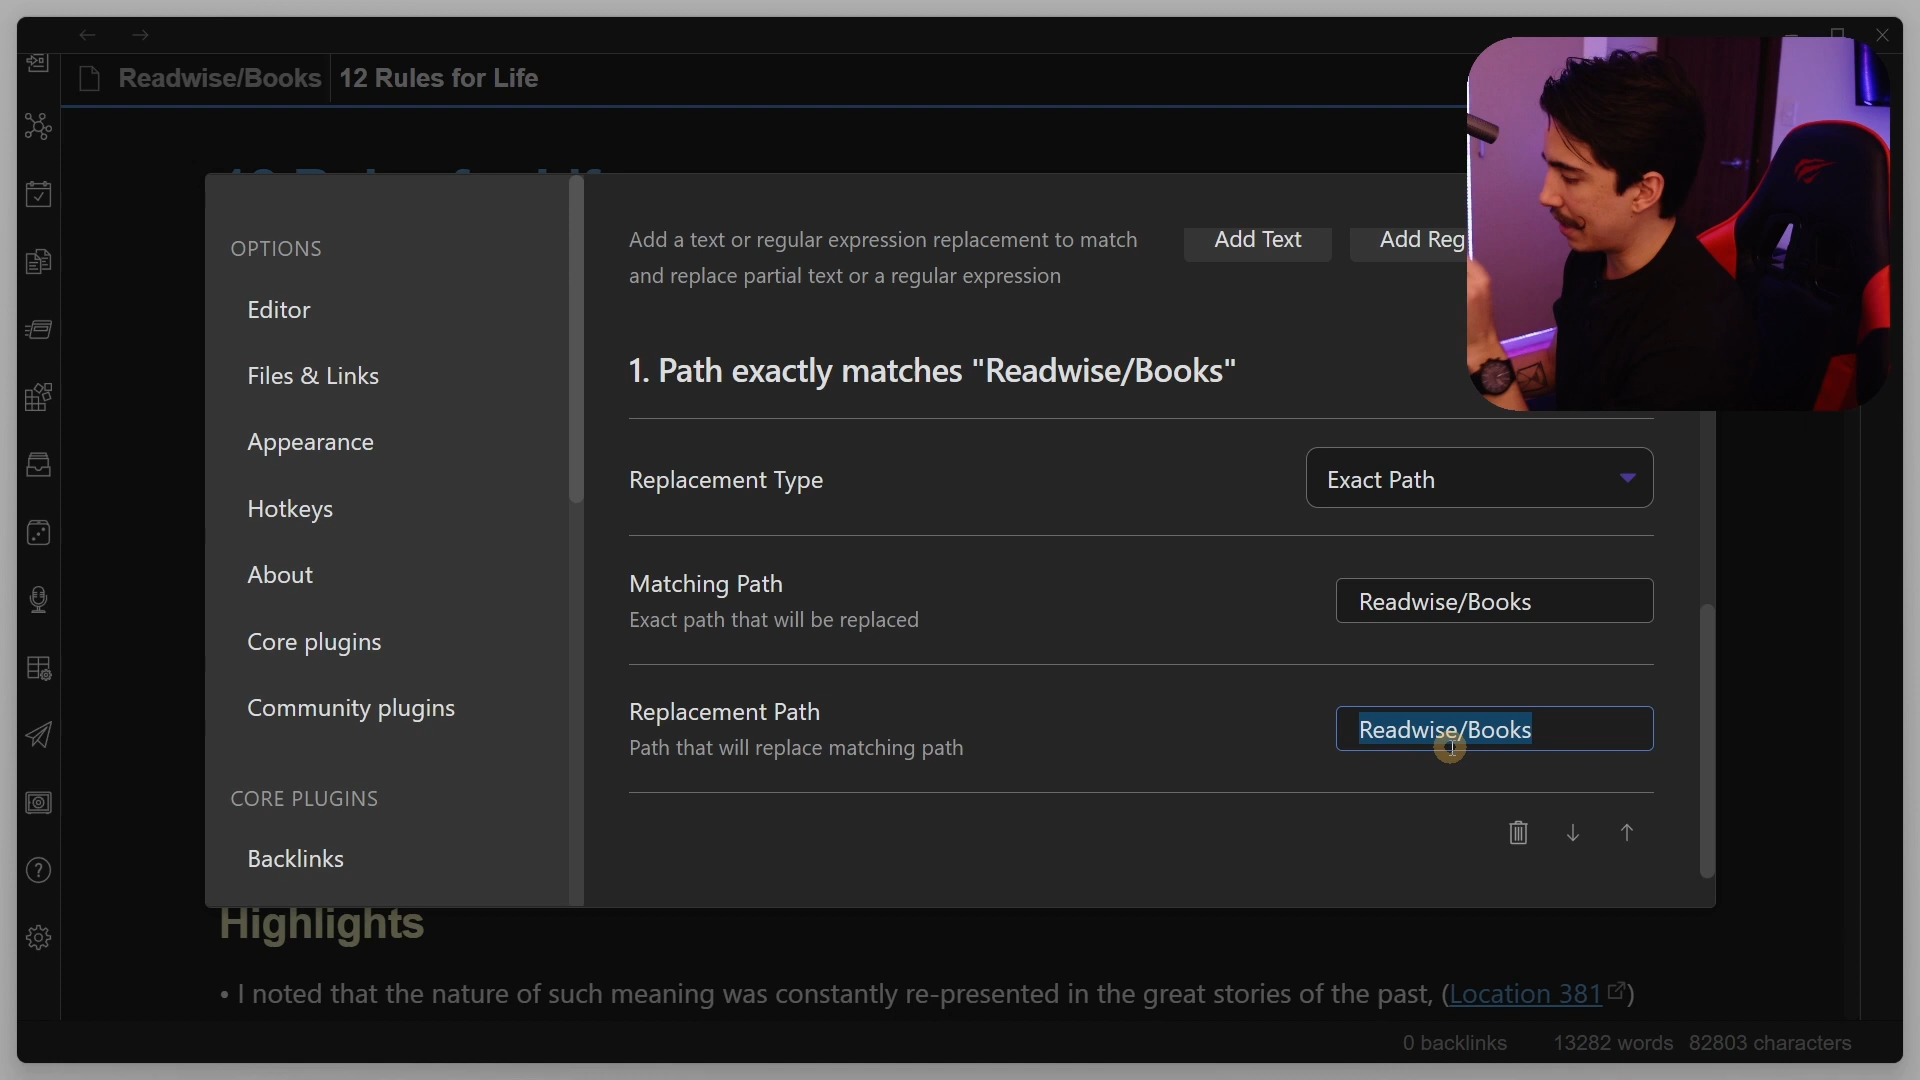 Readwise/Books 12 Rules for Life
OPTIONS
Editor
Files & Links
Appearance
Hotkeys
About
Core plugins
Community plugins
CORE PLUGINS
Backlinks
Add a text or regular expression replacement to match
and replace partial text or a regular expression
Add Text
Add Reg
1. Path exactly matches "Readwise/Books"
Replacement Type
Exact Path
Matching Path
Exact path that will be replaced
Readwise/Books
Replacement Path
Path that will replace matching path
Readwise/Books
Highlights
• I noted that the nature of such meaning was constantly re-presented in the great stories of the past, (Location 381)
0 backlinks 13282 words 82803 characters